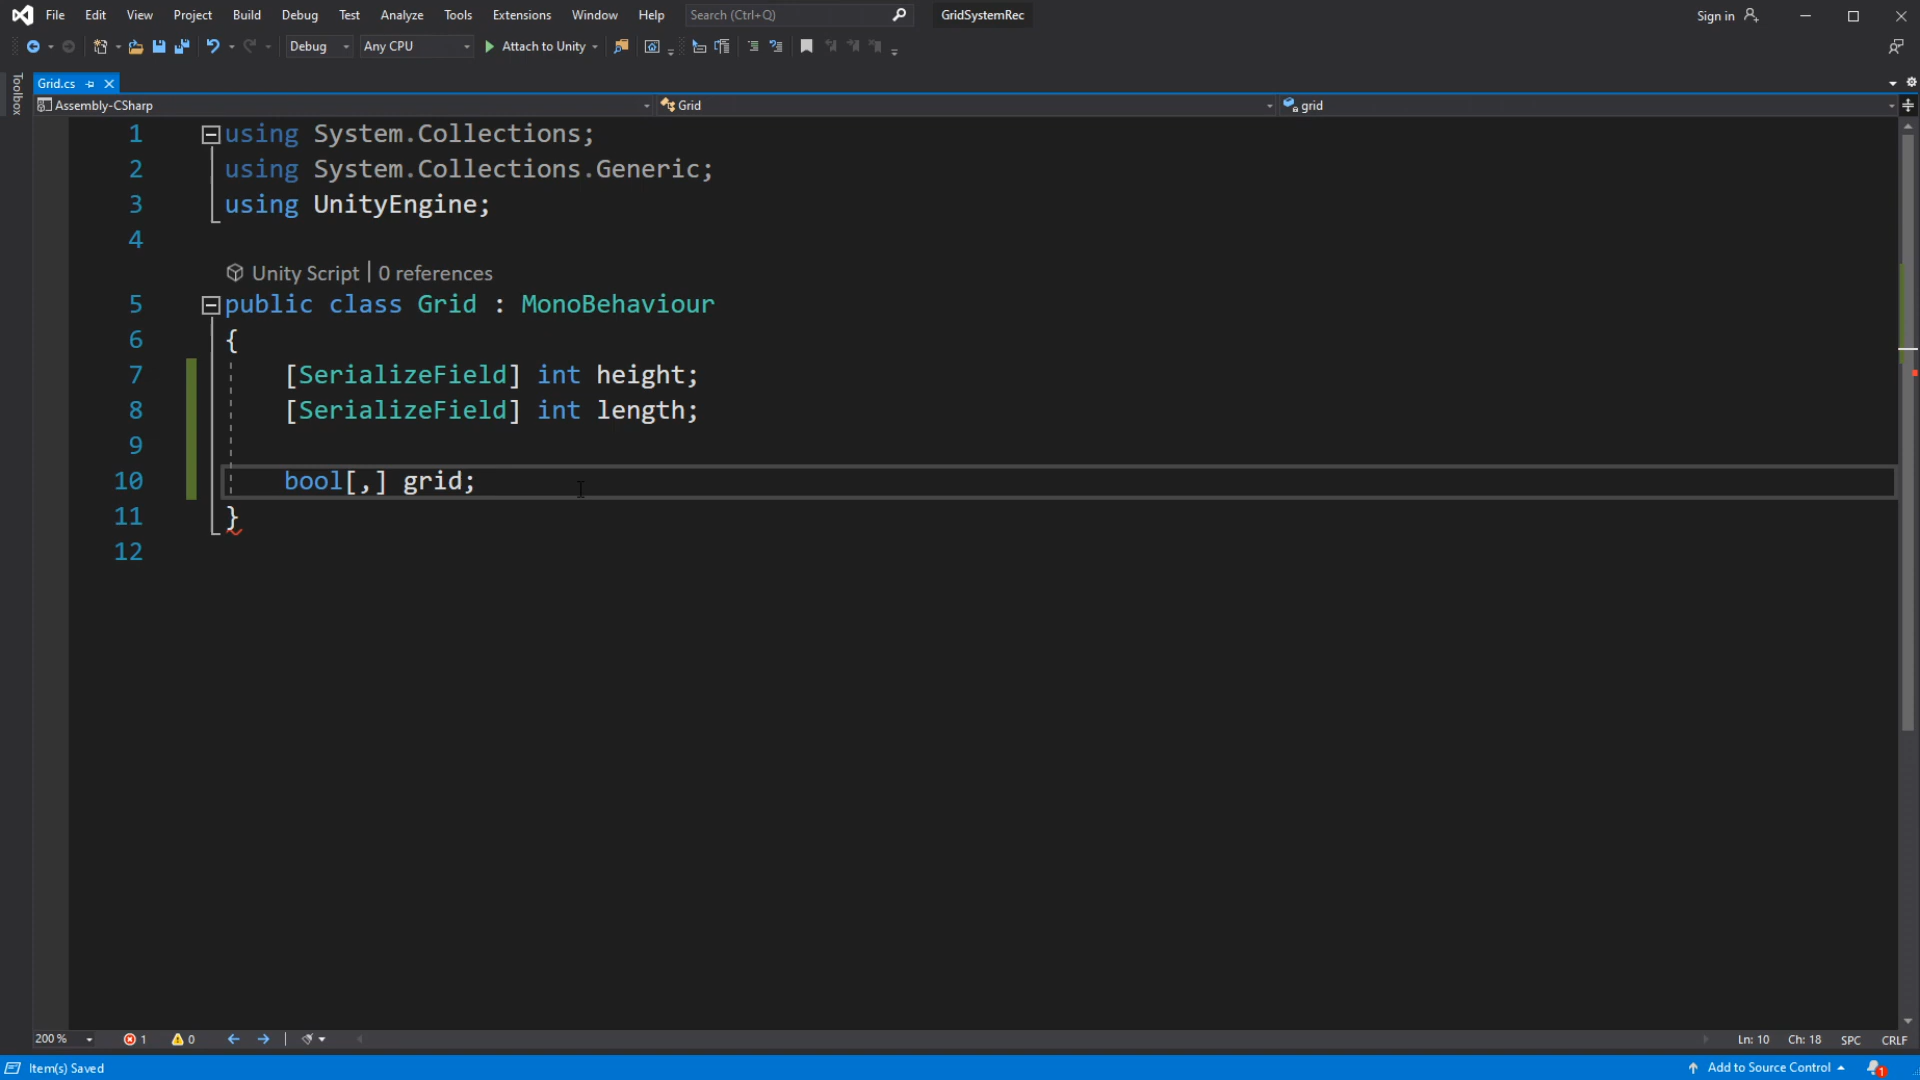 File Edit View Project Build Debug Test Analyze Tools Extensions Window Help Search (Ctrl+Q) GridSystemRec Sign in
Debug Any CPU Attach to Unity
Toolbox
Grid.cs
Assembly-CSharp Grid grid
1 using System.Collections;
2 using System.Collections.Generic;
3 using UnityEngine;
4
Unity Script | 0 references
5 public class Grid : MonoBehaviour
6 {
7 [SerializeField] int height;
8 [SerializeField] int length;
9
10 bool[,] grid;
11 }
12
200 % 1 0 Ln: 10 Ch: 18 SPC CRLF
Item(s) Saved Add to Source Control 1